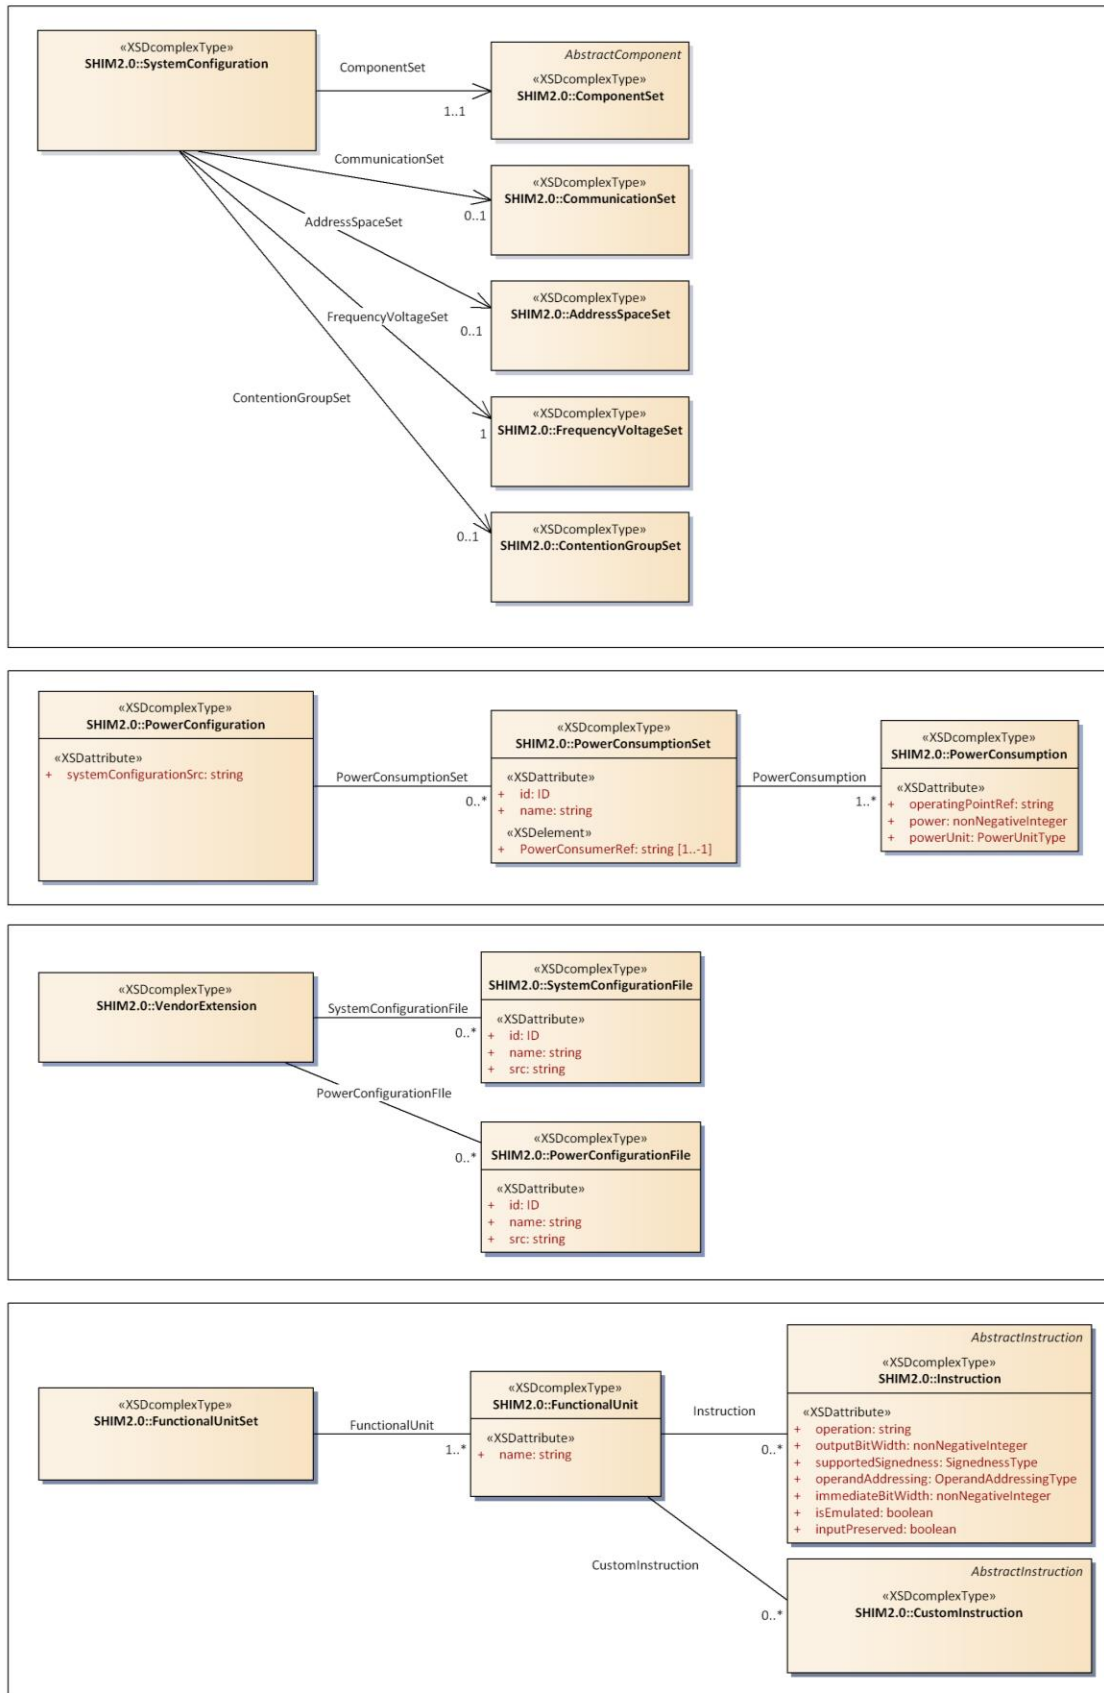 «XSDcomplexType»
SHIM2.0::SystemConfiguration
ComponentSet
1..1
AbstractComponent
«XSDcomplexType»
SHIM2.0::ComponentSet
CommunicationSet
0..1
«XSDcomplexType»
SHIM2.0::CommunicationSet
AddressSpaceSet
0..1
«XSDcomplexType»
SHIM2.0::AddressSpaceSet
FrequencyVoltageSet
1
«XSDcomplexType»
SHIM2.0::FrequencyVoltageSet
ContentionGroupSet
0..1
«XSDcomplexType»
SHIM2.0::ContentionGroupSet
«XSDcomplexType»
SHIM2.0::PowerConfiguration
«XSDattribute»
+ systemConfigurationSrc: string
PowerConsumptionSet
0..*
«XSDcomplexType»
SHIM2.0::PowerConsumptionSet
«XSDattribute»
+ id: ID
+ name: string
«XSDelement»
+ PowerConsumerRef: string [1..-1]
PowerConsumption
1..*
«XSDcomplexType»
SHIM2.0::PowerConsumption
«XSDattribute»
+ operatingPointRef: string
+ power: nonNegativeInteger
+ powerUnit: PowerUnitType
«XSDcomplexType»
SHIM2.0::VendorExtension
SystemConfigurationFile
0..*
«XSDcomplexType»
SHIM2.0::SystemConfigurationFile
«XSDattribute»
+ id: ID
+ name: string
+ src: string
PowerConfigurationFIle
0..*
«XSDcomplexType»
SHIM2.0::PowerConfigurationFile
«XSDattribute»
+ id: ID
+ name: string
+ src: string
«XSDcomplexType»
SHIM2.0::FunctionalUnitSet
FunctionalUnit
1..*
«XSDcomplexType»
SHIM2.0::FunctionalUnit
«XSDattribute»
+ name: string
Instruction
0..*
AbstractInstruction
«XSDcomplexType»
SHIM2.0::Instruction
«XSDattribute»
+ operation: string
+ outputBitWidth: nonNegativeInteger
+ supportedSignedness: SignednessType
+ operandAddressing: OperandAddressingType
+ immediateBitWidth: nonNegativeInteger
+ isEmulated: boolean
+ inputPreserved: boolean
CustomInstruction
0..*
AbstractInstruction
«XSDcomplexType»
SHIM2.0::CustomInstruction